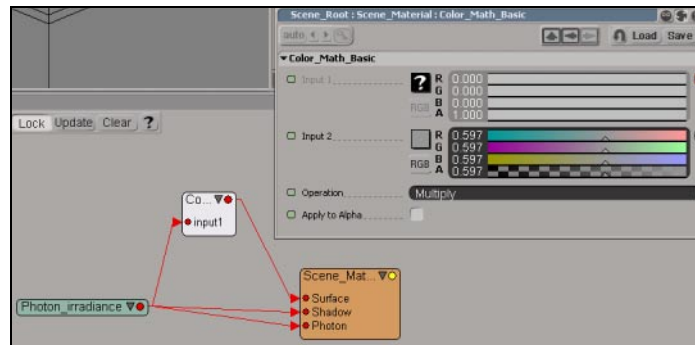 Scene_Root : Scene_Material : Color_Math_Basic
auto
Load Save
Color_Math_Basic
Input 1
R 0.000
G 0.000
RGB B 0.000
A 1.000
Input 2
R 0.597
G 0.597
RGB B 0.597
A 0.597
Operation Multiply
Apply to Alpha
Lock Update Clear ?
Co...
input1
Scene_Mat...
Surface
Shadow
Photon
Photon_irradiance